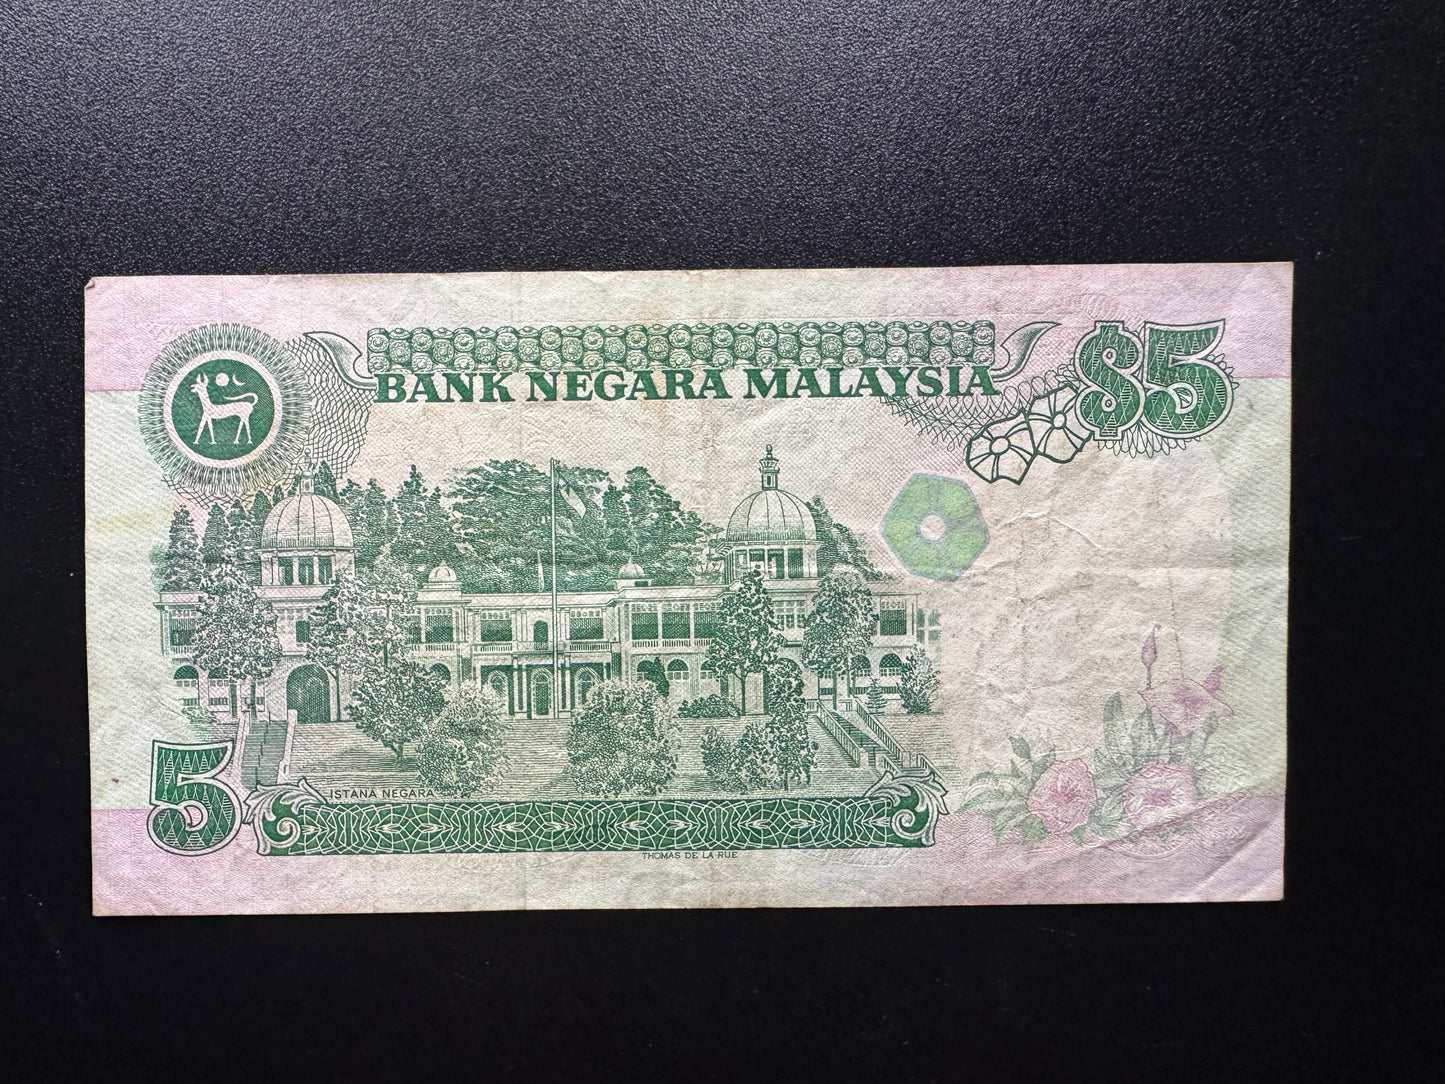 BANK NEGARA MALAYSIA
$5
5
ISTANA NEGARA
THOMAS DE LA RUE